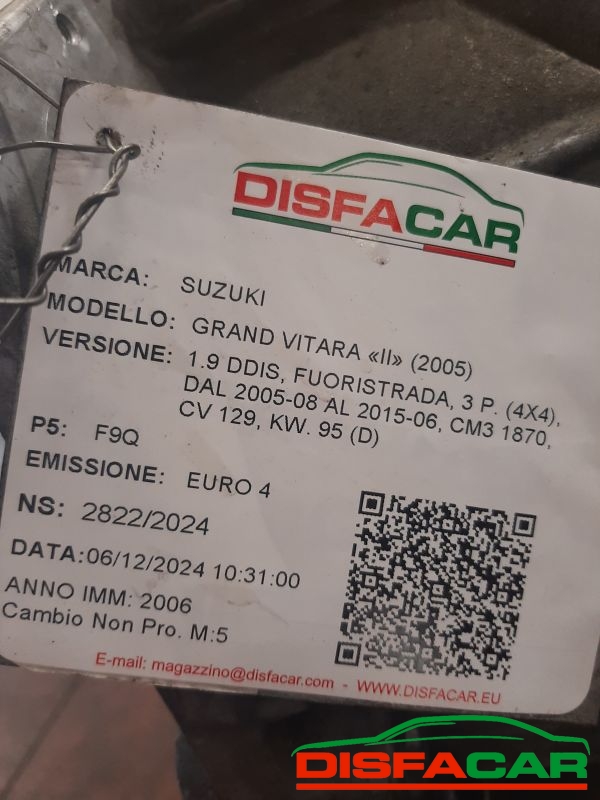 DISFACAR
MARCA: SUZUKI
MODELLO: GRAND VITARA «II» (2005)
VERSIONE: 1.9 DDIS, FUORISTRADA, 3 P. (4X4),
DAL 2005-08 AL 2015-06, CM3 1870,
CV 129, KW. 95 (D)
P5: F9Q
EMISSIONE: EURO 4
NS: 2822/2024
DATA:06/12/2024 10:31:00
ANNO IMM: 2006
Cambio Non Pro. M:5
E-mail: magazzino@disfacar.com - WWW.DISFACAR.EU
DISFACAR